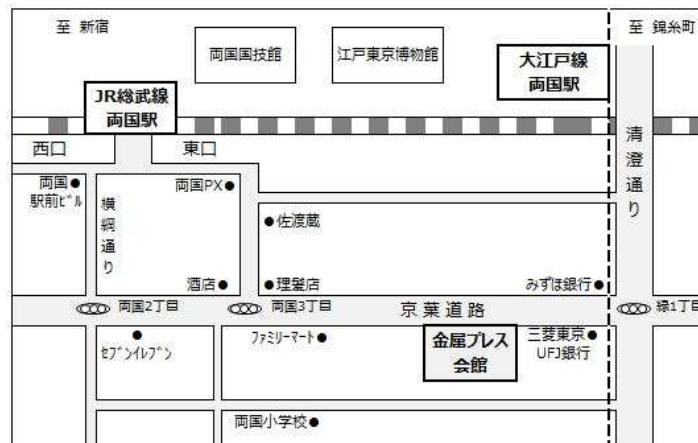 至 新宿
至 錦糸町
両国国技館
江戸東京博物館
大江戸線
両国駅
JR総武線
両国駅
西口
東口
清澄通り
両国●
駅前ビル
横綱通り
両国PX●
●佐渡蔵
酒店●
●理髪店
みずほ銀行●
両国2丁目
両国3丁目
京葉道路
緑1丁目
●
セブンイレブン
ファミリーマート●
金属プレス
会館
三菱東京●
UFJ銀行
両国小学校●